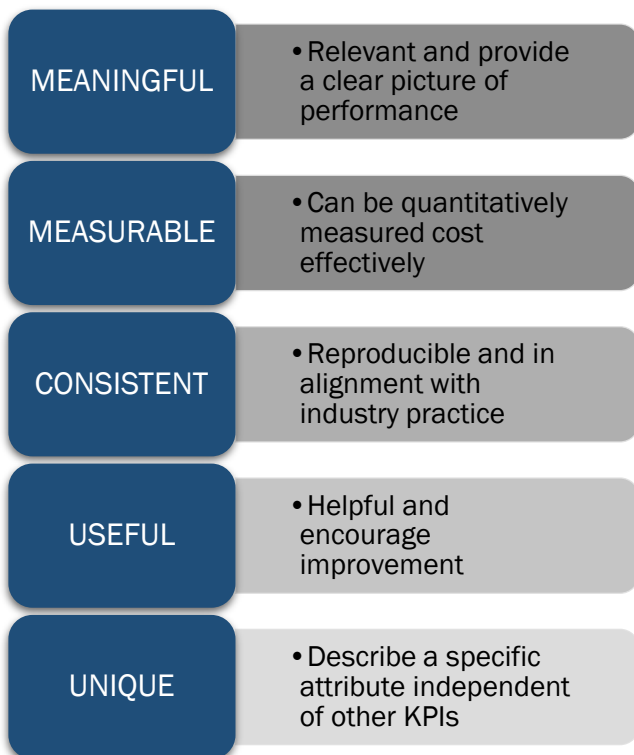 MEANINGFUL
•Relevant and provide
a clear picture of
performance
MEASURABLE
•Can be quantitatively
measured cost
effectively
CONSISTENT
•Reproducible and in
alignment with
industry practice
USEFUL
•Helpful and
encourage
improvement
UNIQUE
•Describe a specific
attribute independent
of other KPIs